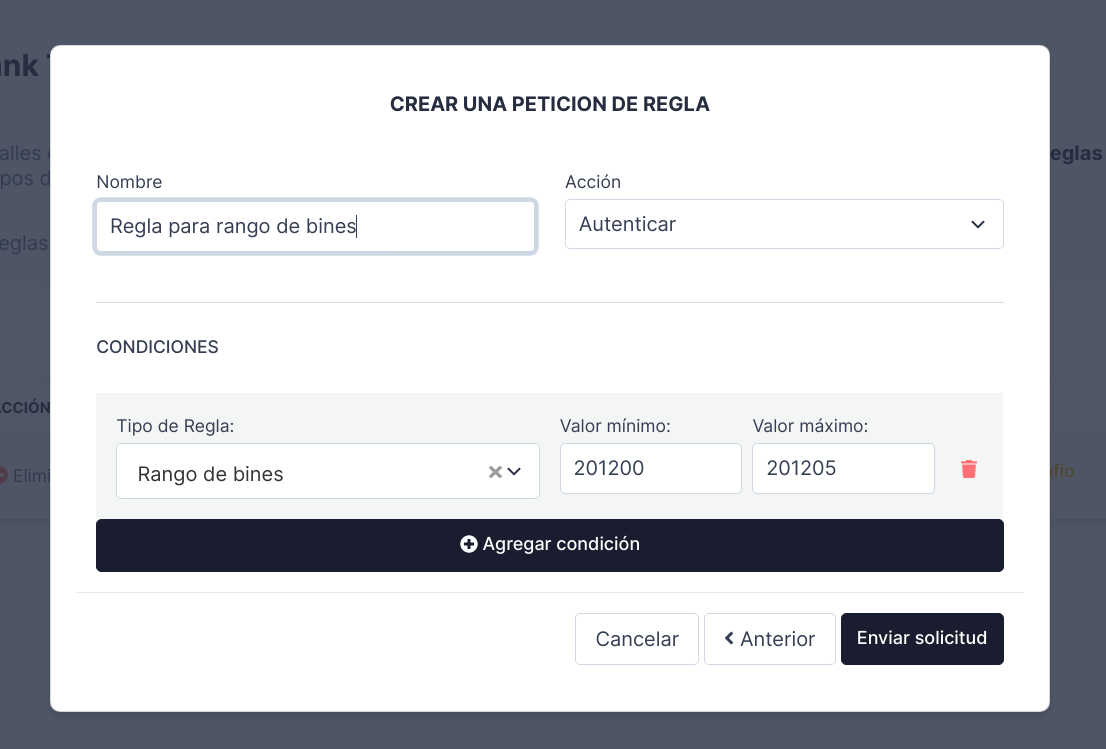 CREAR UNA PETICION DE REGLA
Nombre
Acción
Regla para rango de bines
Autenticar
CONDICIONES
Tipo de Regla:
Valor mínimo:
Valor máximo:
Rango de bines
201200
201205
Agregar condición
Cancelar
Anterior
Enviar solicitud